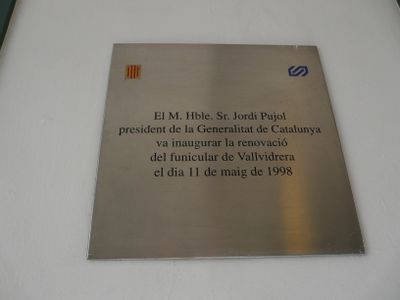 El M. Hble. Sr. Jordi Pujol
president de la Generalitat de Catalunya
va inaugurar la renovació
del funicular de Vallvidrera
el dia 11 de maig de 1998